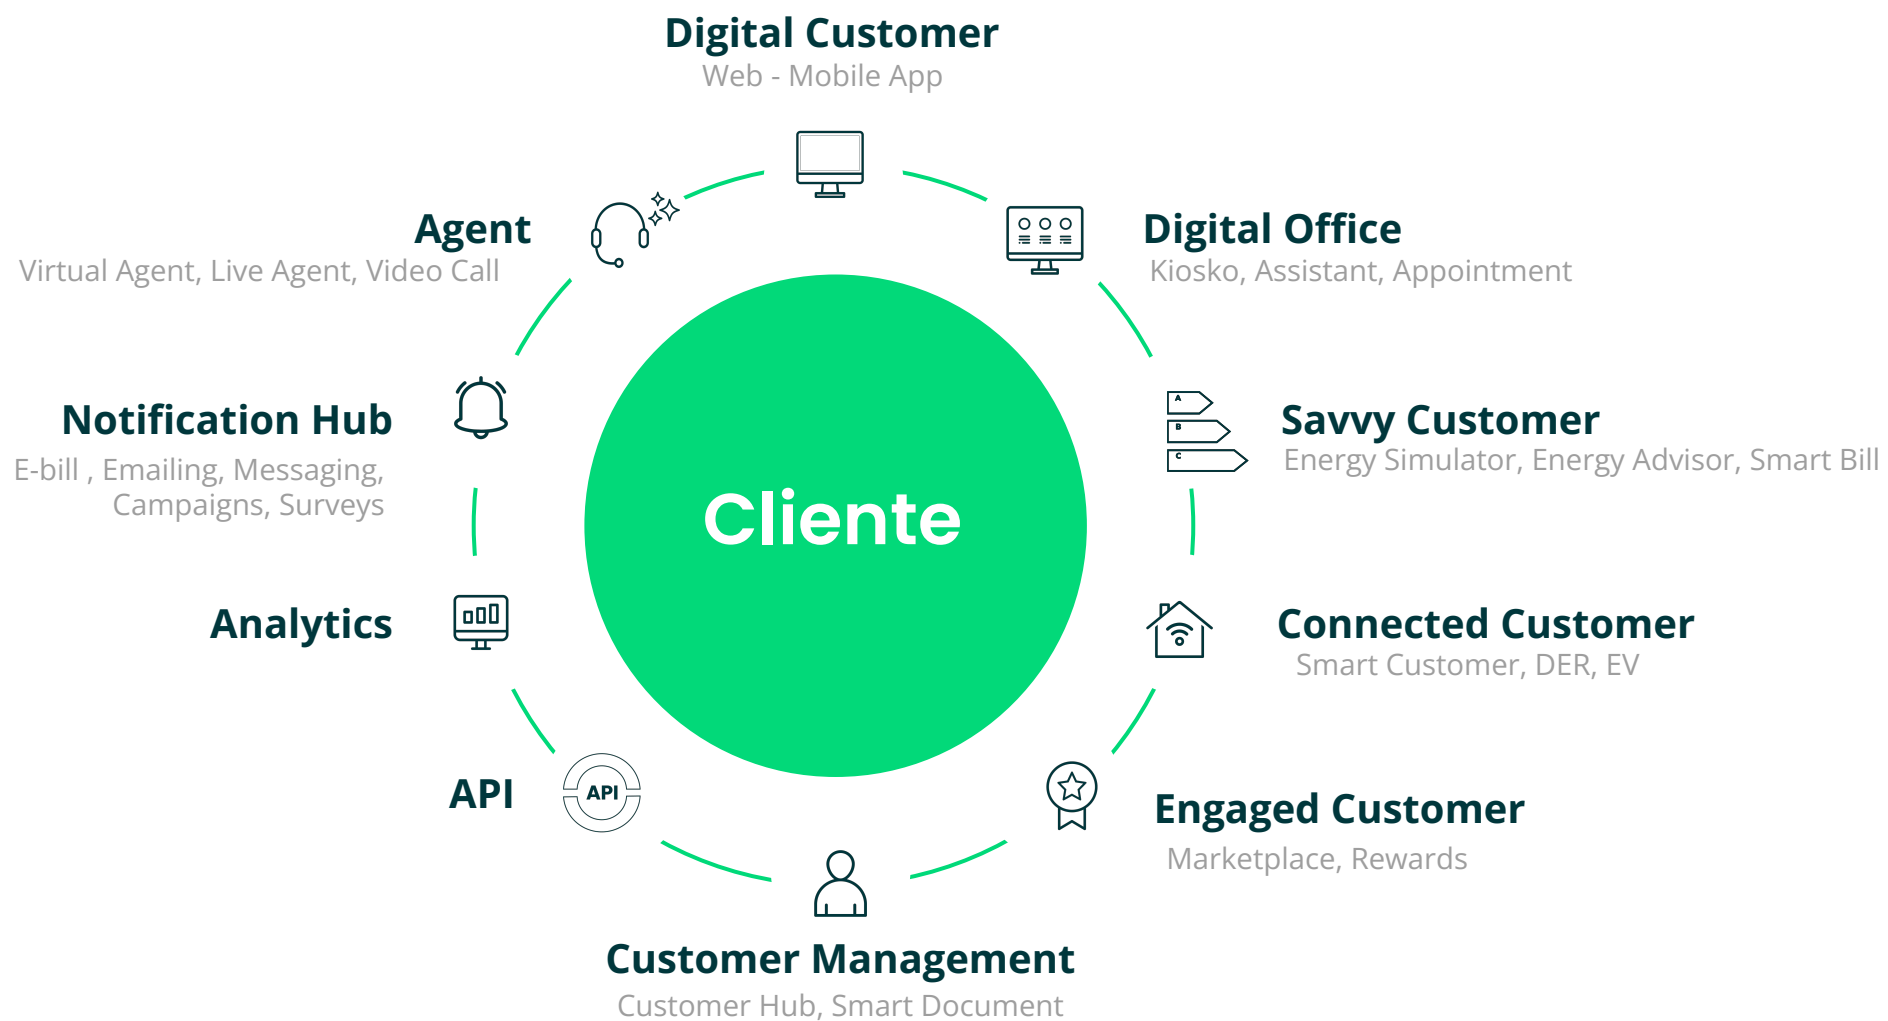 Digital Customer
Web - Mobile App
Agent
Virtual Agent, Live Agent, Video Call
Digital Office
Kiosko, Assistant, Appointment
Notification Hub
E-bill , Emailing, Messaging,
Campaigns, Surveys
A
B
C
Savvy Customer
Energy Simulator, Energy Advisor, Smart Bill
Cliente
Analytics
Connected Customer
Smart Customer, DER, EV
API
API
Engaged Customer
Marketplace, Rewards
Customer Management
Customer Hub, Smart Document